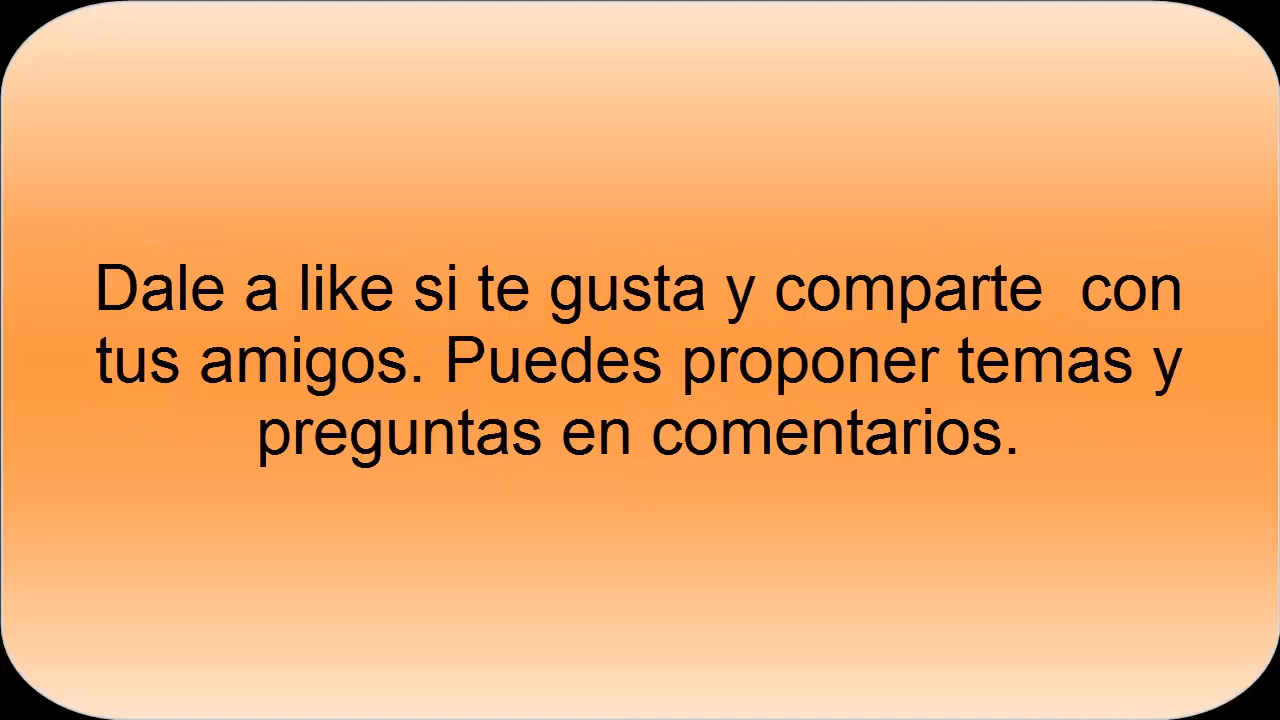 Dale a like si te gusta y comparte  con
tus amigos. Puedes proponer temas y
preguntas en comentarios.